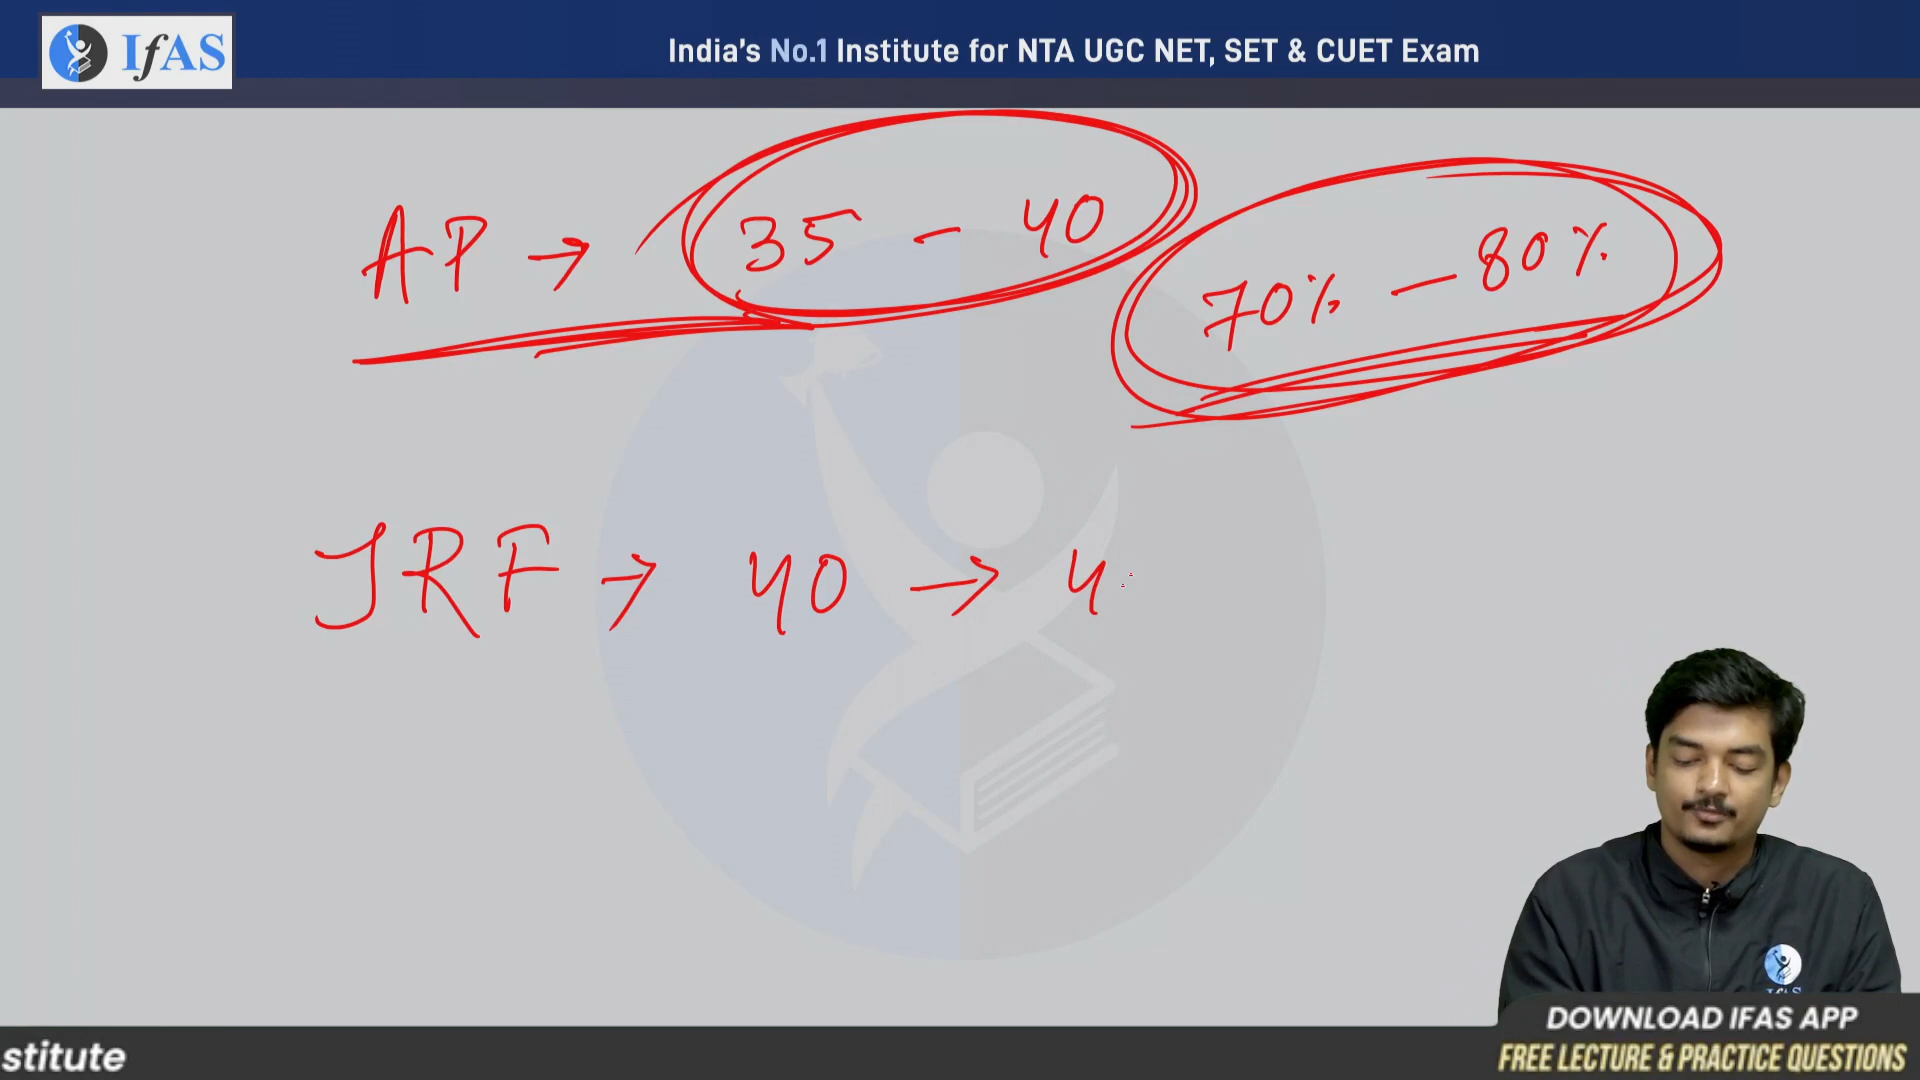 IfAS
India's No.1 Institute for NTA UGC NET, SET & CUET Exam
AP → 35 - 40
70% - 80%
JRF → 40 → 4
DOWNLOAD IFAS APP
FREE LECTURE & PRACTICE QUESTIONS
stitute